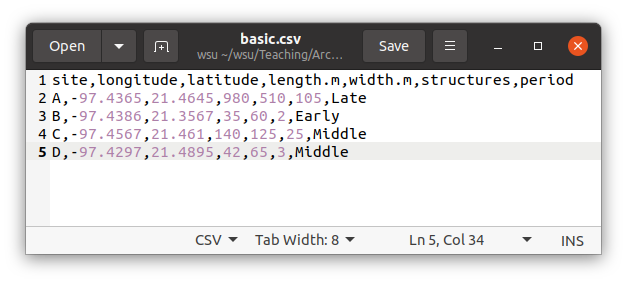 Open
basic.csv
wsu ~/wsu/Teaching/Arc...
Save
1 site,longitude,latitude,length.m,width.m,structures,period
2 A,-97.4365,21.4645,980,510,105,Late
3 B,-97.4386,21.3567,35,60,2,Early
4 C,-97.4567,21.461,140,125,25,Middle
5 D,-97.4297,21.4895,42,65,3,Middle
CSV Tab Width: 8 Ln 5, Col 34 INS